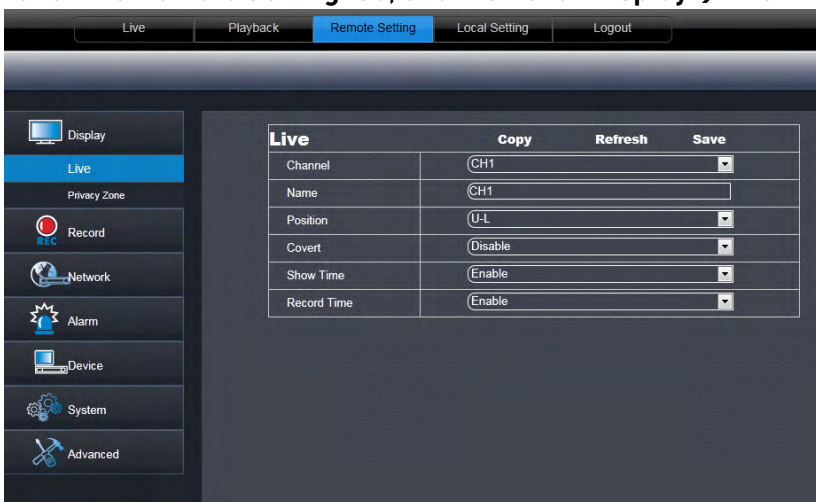 Live Playback Remote Setting Local Setting Logout
Display
Live
Privacy Zone
REC Record
Network
Alarm
Device
System
Advanced
Live Copy Refresh Save
Channel CH1
Name CH1
Position U-L
Covert Disable
Show Time Enable
Record Time Enable